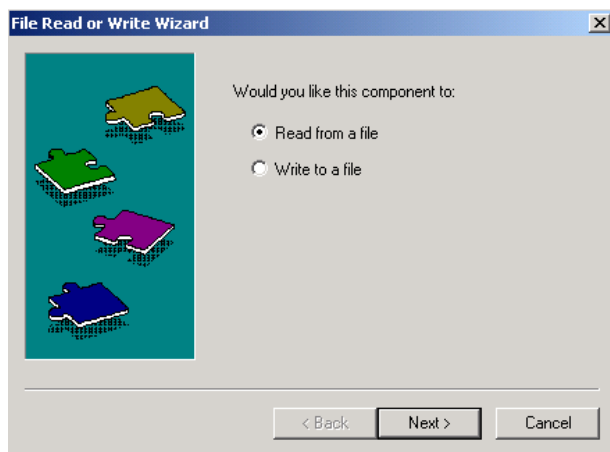 File Read or Write Wizard
Would you like this component to:
Read from a file
Write to a file
< Back Next > Cancel